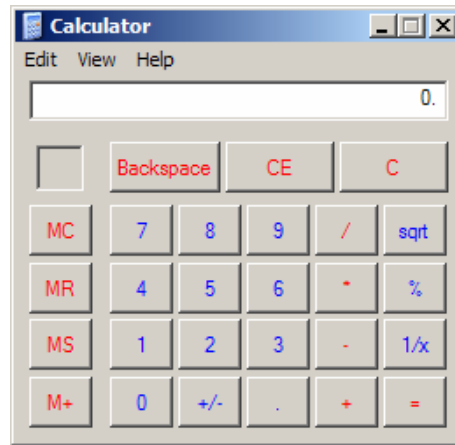 Calculator
Edit View Help
0.
Backspace CE C
MC 7 8 9 / sqrt
MR 4 5 6 * %
MS 1 2 3 - 1/x
M+ 0 +/- . + =